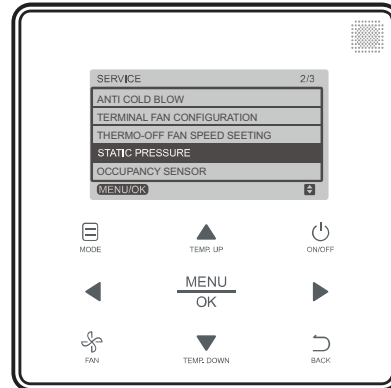 SERVICE 2/3
ANTI COLD BLOW
TERMINAL FAN CONFIGURATION
THERMO-OFF FAN SPEED SEETING
STATIC PRESSURE
OCCUPANCY SENSOR
MENU/OK
MODE
TEMP. UP
ON/OFF
MENU
OK
FAN
TEMP. DOWN
BACK